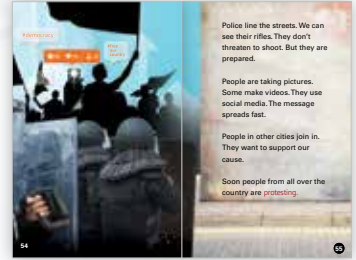 #democracy
54
Police line the streets. We can
see their rifles. They don't
threaten to shoot. But they are
prepared.
People are taking pictures.
Some make videos. They use
social media. The message
spreads fast.
People in other cities join in.
They want to support our
cause.
Soon people from all over the
country are protesting.
55